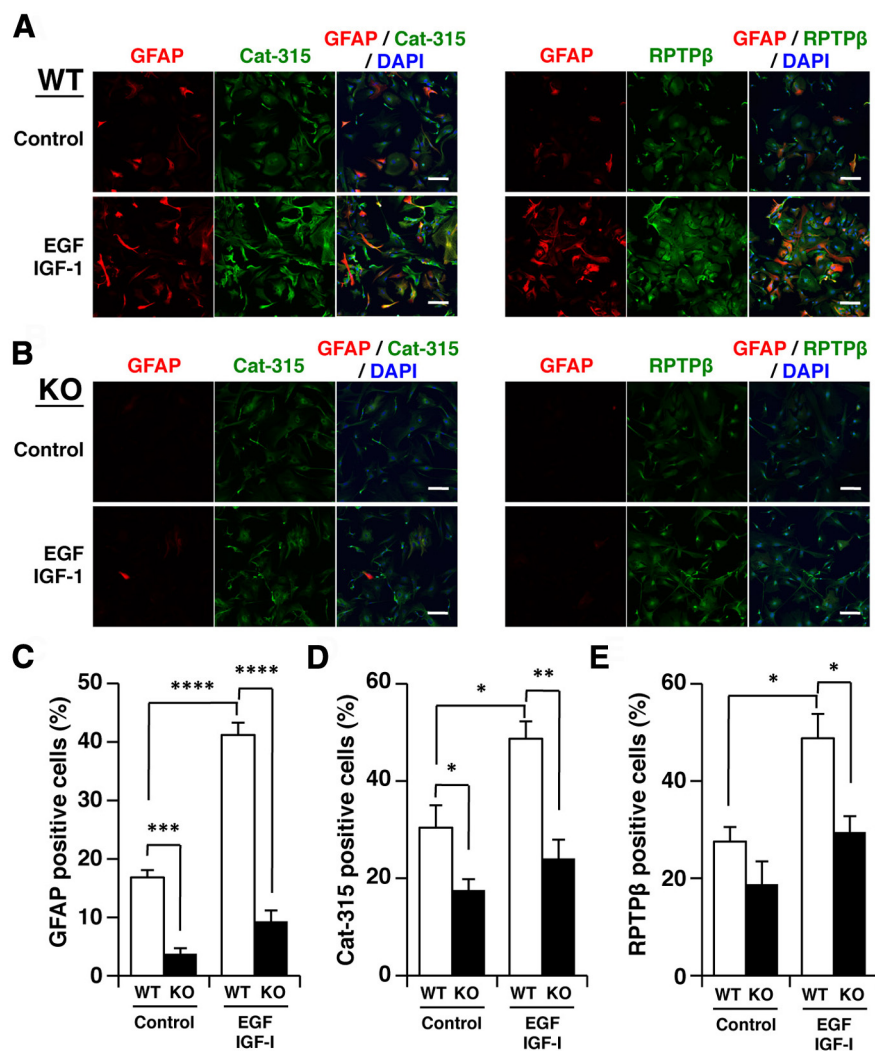 A
GFAP Cat-315 GFAP / Cat-315 / DAPI GFAP RPTPβ GFAP / RPTPβ / DAPI
WT
Control
EGF
IGF-1
B
GFAP Cat-315 GFAP / Cat-315 / DAPI GFAP RPTPβ GFAP / RPTPβ / DAPI
KO
Control
EGF
IGF-1
C
GFAP positive cells (%)
50
40
30
20
10
0
****
****
***
WT KO WT KO
Control EGF
IGF-I
D
Cat-315 positive cells (%)
60
40
20
0
*
**
*
WT KO WT KO
Control EGF
IGF-I
E
RPTPβ positive cells (%)
60
40
20
0
*
*
WT KO WT KO
Control EGF
IGF-I